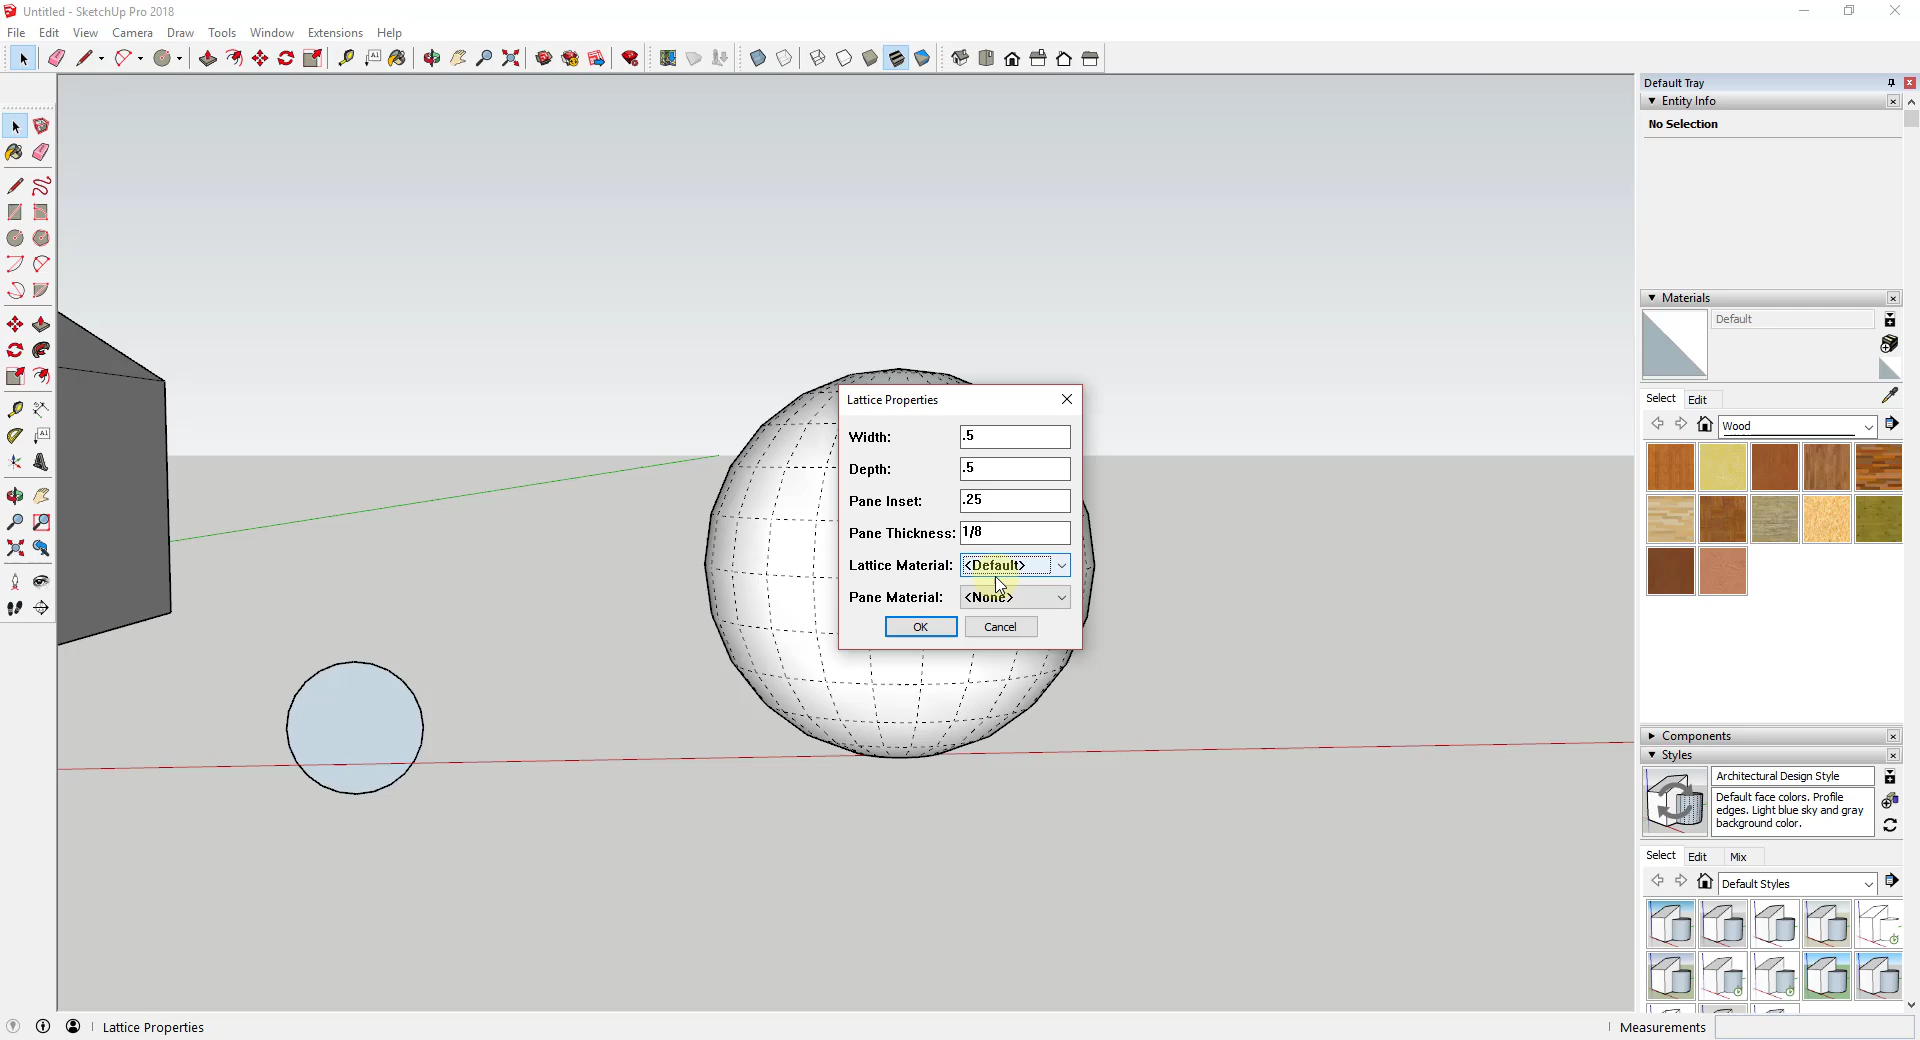 Untitled - SketchUp Pro 2018
File Edit View Camera Draw Tools Window Extensions Help
Default Tray
Entity Info
No Selection
Materials
Default
Select Edit
Wood
Lattice Properties
Width: .5
Depth: .5
Pane Inset: .25
Pane Thickness: 1/8
Lattice Material: <Default>
Pane Material: <None>
OK Cancel
Components
Styles
Architectural Design Style
Default face colors. Profile
edges. Light blue sky and gray
background color.
Select Edit Mix
Default Styles
Lattice Properties
Measurements